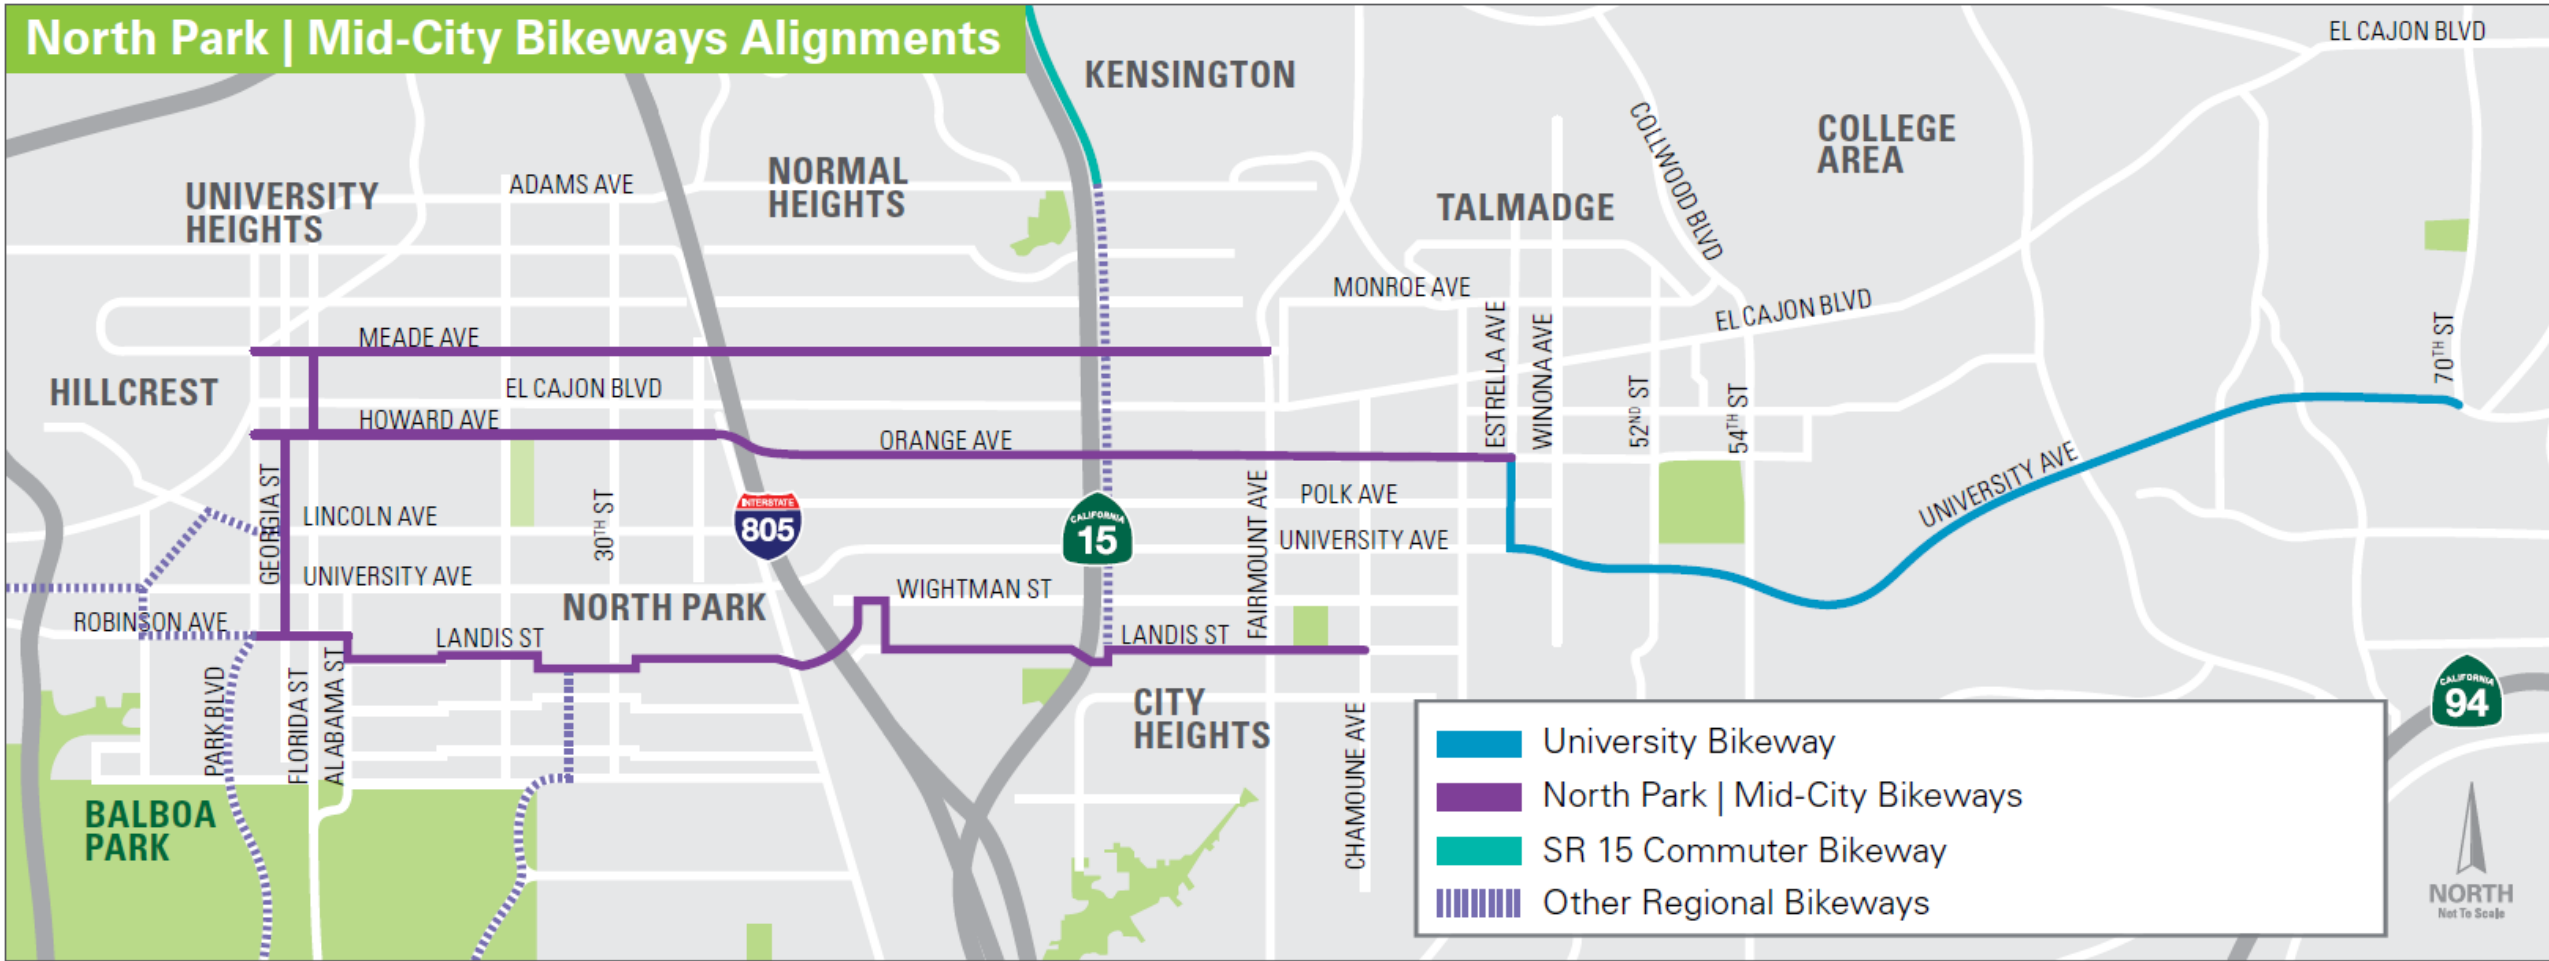 North Park | Mid-City Bikeways Alignments
EL CAJON BLVD
KENSINGTON
COLLWOOD BLVD
COLLEGE
AREA
NORMAL
HEIGHTS
ADAMS AVE
UNIVERSITY
HEIGHTS
TALMADGE
MONROE AVE
EL CAJON BLVD
MEADE AVE
ESTRELLA AVE
WINONA AVE
70TH ST
HILLCREST
EL CAJON BLVD
52ND ST
54TH ST
HOWARD AVE
ORANGE AVE
UNIVERSITY AVE
GEORGIA ST
LINCOLN AVE
30TH ST
INTERSTATE
805
CALIFORNIA
15
FAIRMOUNT AVE
POLK AVE
UNIVERSITY AVE
UNIVERSITY AVE
NORTH PARK
WIGHTMAN ST
ROBINSON AVE
LANDIS ST
LANDIS ST
PARK BLVD
FLORIDA ST
ALABAMA ST
CITY
HEIGHTS
CHAMOUNE AVE
CALIFORNIA
94
BALBOA
PARK
University Bikeway
North Park | Mid-City Bikeways
SR 15 Commuter Bikeway
Other Regional Bikeways
NORTH
Not To Scale